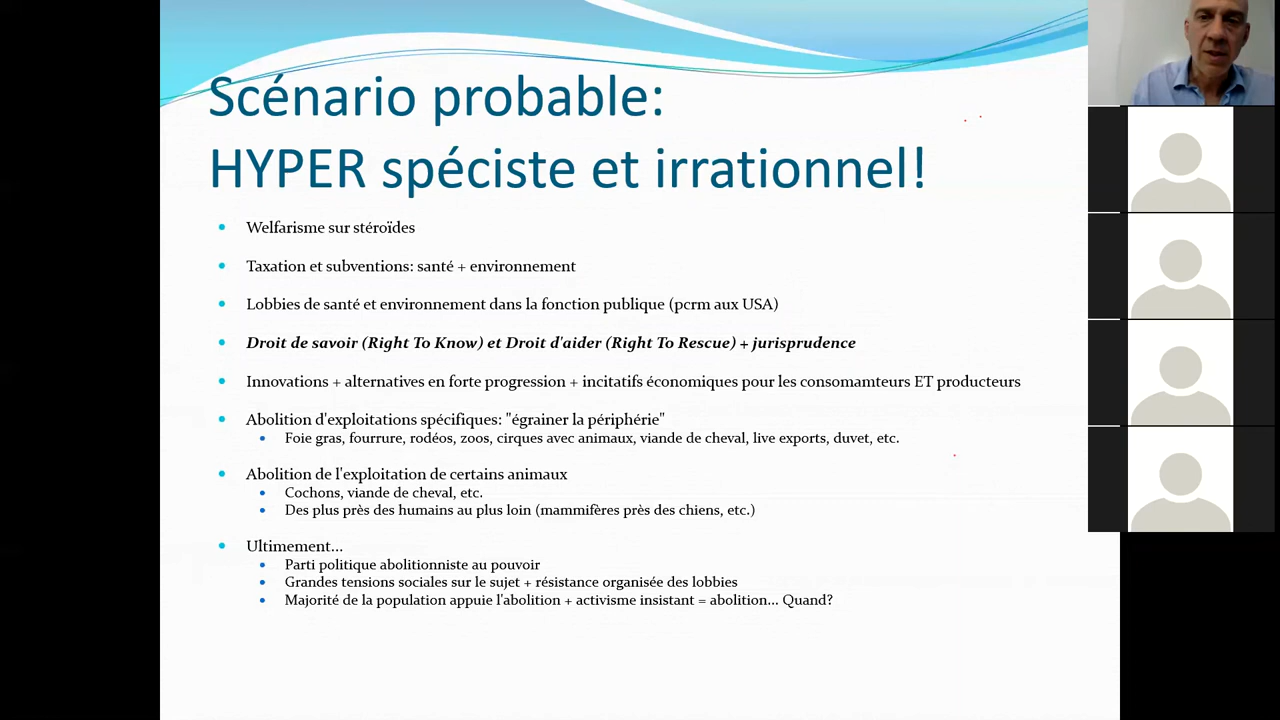 Scénario probable:
HYPER spéciste et irrationnel!
Welfarisme sur stéroïdes
Taxation et subventions: santé + environnement
Lobbies de santé et environnement dans la fonction publique (pcrm aux USA)
Droit de savoir (Right To Know) et Droit d'aider (Right To Rescue) + jurisprudence
Innovations + alternatives en forte progression + incitatifs économiques pour les consomamteurs ET producteurs
Abolition d'exploitations spécifiques: "égrainer la périphérie"
Foie gras, fourrure, rodéos, zoos, cirques avec animaux, viande de cheval, live exports, duvet, etc.
Abolition de l'exploitation de certains animaux
Cochons, viande de cheval, etc.
Des plus près des humains au plus loin (mammifères près des chiens, etc.)
Ultimement...
Parti politique abolitionniste au pouvoir
Grandes tensions sociales sur le sujet + résistance organisée des lobbies
Majorité de la population appuie l'abolition + activisme insistant = abolition... Quand?